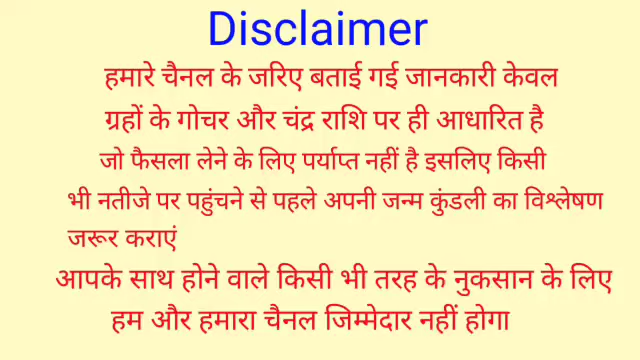 Disclaimer
हमारे चैनल के जरिए बताई गई जानकारी केवल
ग्रहों के गोचर और चंद्र राशि पर ही आधारित है
जो फैसला लेने के लिए पर्याप्त नहीं है इसलिए किसी
भी नतीजे पर पहुंचने से पहले अपनी जन्म कुंडली का विश्लेषण
जरूर कराएं
आपके साथ होने वाले किसी भी तरह के नुकसान के लिए
हम और हमारा चैनल जिम्मेदार नहीं होगा